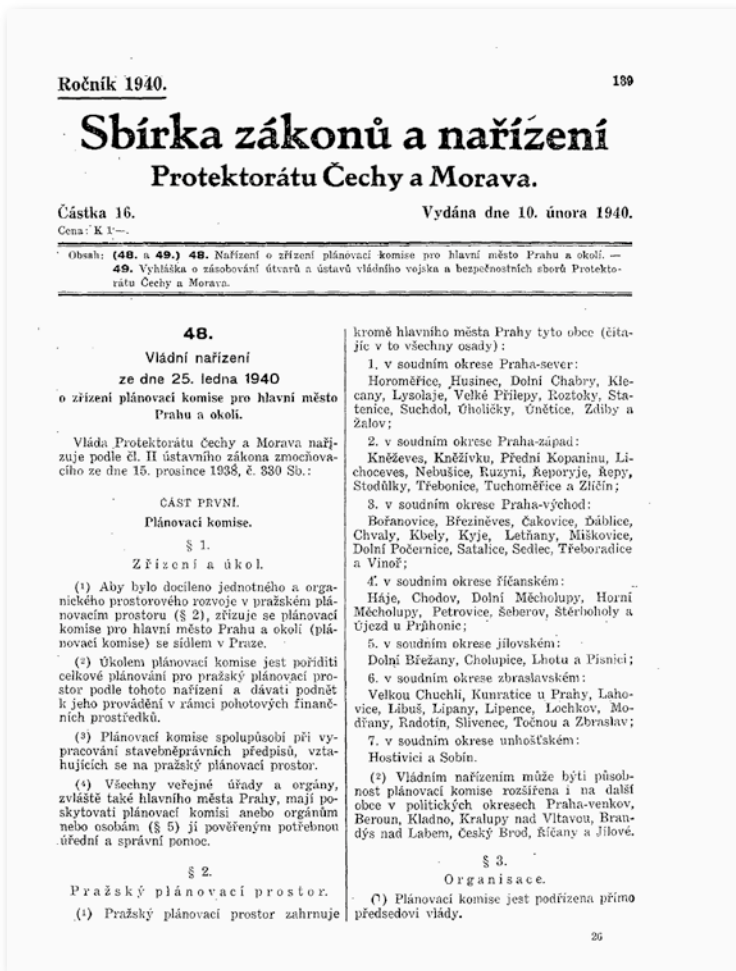 Ročník 1940.
139
Sbírka zákonů a nařízení
Protektorátu Čechy a Morava.
Částka 16.
Vydána dne 10. února 1940.
Cena: K 1·—.
Obsah: (48. a 49.) 48. Nařízení o zřízení plánovací komise pro hlavní město Prahu a okolí. —
49. Vyhláška o zásobování útvarů a ústavů vládního vojska a bezpečnostních sborů Protekto-
rátu Čechy a Morava.
48.
Vládní nařízení
ze dne 25. ledna 1940
o zřízení plánovací komise pro hlavní město
Prahu a okolí.
Vláda Protektorátu Čechy a Morava naři-
zuje podle čl. II ústavního zákona zmocňova-
cího ze dne 15. prosince 1938, č. 330 Sb.:
ČÁST PRVNÍ.
Plánovací komise.
§ 1.
Zřízení a úkol.
(1) Aby bylo docíleno jednotného a orga-
nického prostorového rozvoje v pražském plá-
novacím prostoru (§ 2), zřizuje se plánovací
komise pro hlavní město Prahu a okolí (plá-
novací komise) se sídlem v Praze.
(2) Úkolem plánovací komise jest poříditi
celkové plánování pro pražský plánovací pro-
stor podle tohoto nařízení a dávati podnět
k jeho provádění v rámci pohotových finanč-
ních prostředků.
(3) Plánovací komise spolupůsobí při vy-
pracování stavebněprávních předpisů, vzta-
hujících se na pražský plánovací prostor.
(4) Všechny veřejné úřady a orgány,
zvláště také hlavního města Prahy, mají po-
skytovati plánovací komisi anebo orgánům
nebo osobám (§ 5) jí pověřeným potřebnou
úřední a správní pomoc.
§ 2.
Pražský plánovací prostor.
(1) Pražský plánovací prostor zahrnuje
kromě hlavního města Prahy tyto obce (číta-
jíc v to všechny osady):
1. v soudním okrese Praha-sever:
Horoměřice, Husinec, Dolní Chabry, Kle-
cany, Lysolaje, Velké Přílepy, Roztoky, Sta-
tenice, Suchdol, Úholičky, Únětice, Zdiby a
Žalov;
2. v soudním okrese Praha-západ:
Kněževes, Kněžívku, Přední Kopaninu, Li-
choceves, Nebušice, Ruzyni, Řeporyje, Řepy,
Stodůlky, Třebonice, Tuchoměřice a Zličín;
3. v soudním okrese Praha-východ:
Bořanovice, Březiněves, Čakovice, Ďáblice,
Chvaly, Kbely, Kyje, Letňany, Miškovice,
Dolní Počernice, Satalice, Sedlec, Třeboradice
a Vinoř;
4. v soudním okrese říčanském:
Háje, Chodov, Dolní Měcholupy, Horní
Měcholupy, Petrovice, Šeberov, Štěrboholy a
Újezd u Průhonic;
5. v soudním okrese jílovském:
Dolní Břežany, Cholupice, Lhotu a Písnici;
6. v soudním okrese zbraslavském:
Velkou Chuchli, Kunratice u Prahy, Laho-
vice, Libuš, Lipany, Lipence, Lochkov, Mo-
dřany, Radotín, Slivenec, Točnou a Zbraslav;
7. v soudním okrese unhošťském:
Hostivici a Sobín.
(2) Vládním nařízením může býti působ-
nost plánovací komise rozšířena i na další
obce v politických okresech Praha-venkov,
Beroun, Kladno, Kralupy nad Vltavou, Bran-
dýs nad Labem, Český Brod, Říčany a Jílové.
§ 3.
Organisace.
(1) Plánovací komise jest podřízena přímo
předsedovi vlády.
26